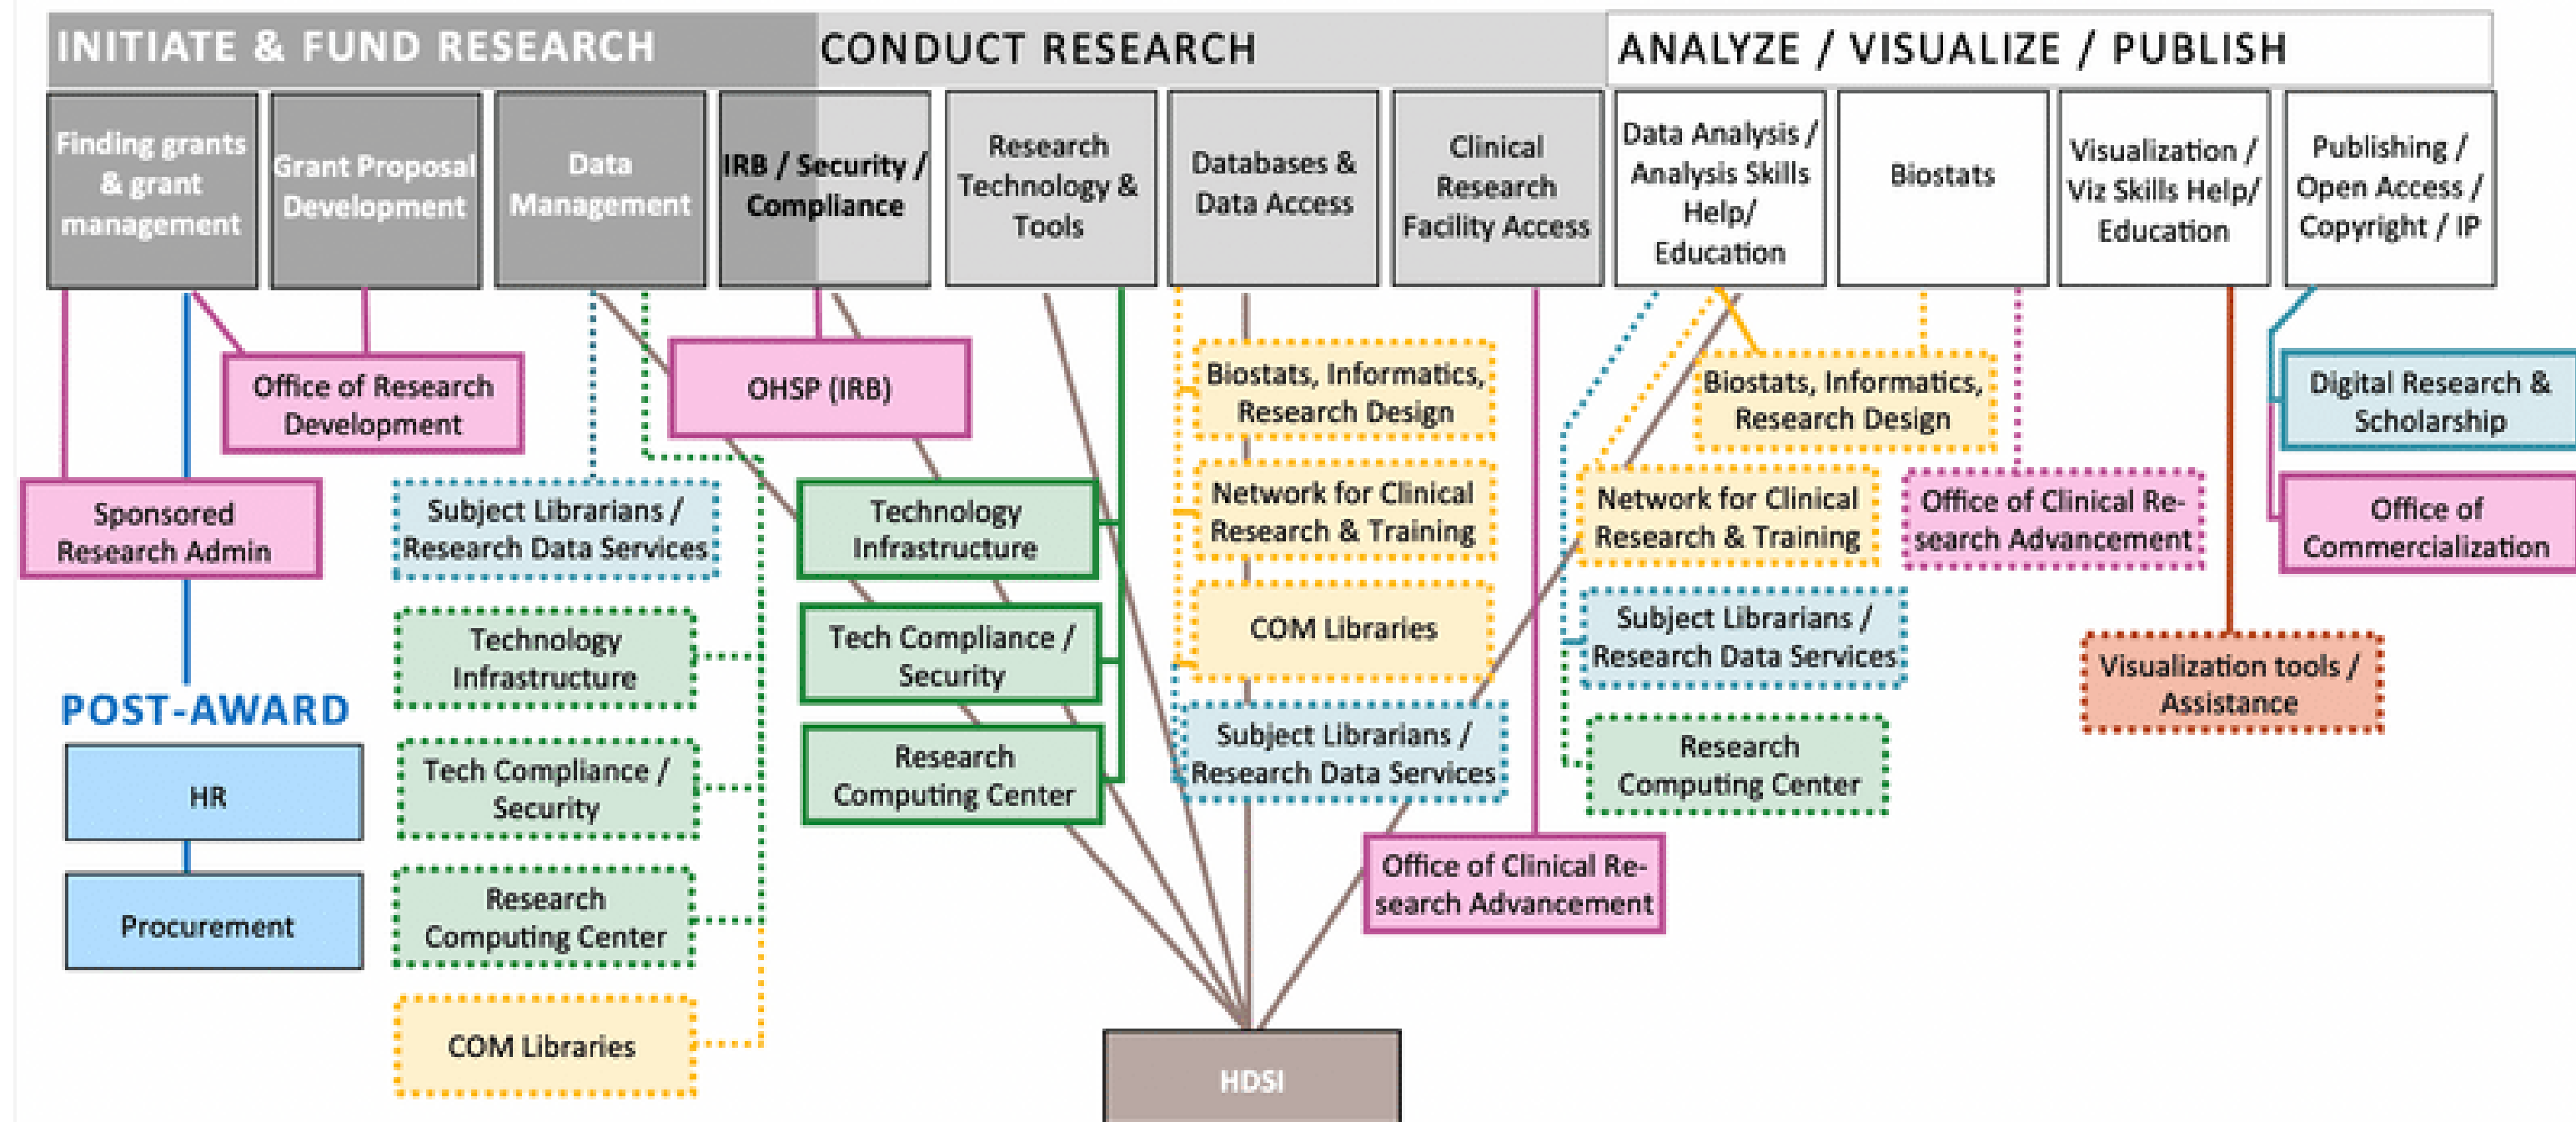 INITIATE & FUND RESEARCH
CONDUCT RESEARCH
ANALYZE / VISUALIZE / PUBLISH
Finding grants
& grant
management
Grant Proposal
Development
Data
Management
IRB / Security /
Compliance
Research
Technology &
Tools
Databases &
Data Access
Clinical
Research
Facility Access
Data Analysis /
Analysis Skills
Help/
Education
Biostats
Visualization /
Viz Skills Help/
Education
Publishing /
Open Access /
Copyright / IP
Office of Research
Development
Sponsored
Research Admin
POST-AWARD
HR
Procurement
Subject Librarians /
Research Data Services
Technology
Infrastructure
Tech Compliance /
Security
Research
Computing Center
COM Libraries
OHSP (IRB)
Technology
Infrastructure
Tech Compliance /
Security
Research
Computing Center
Biostats, Informatics,
Research Design
Network for Clinical
Research & Training
COM Libraries
Subject Librarians /
Research Data Services
Office of Clinical Re-
search Advancement
Biostats, Informatics,
Research Design
Network for Clinical
Research & Training
Subject Librarians /
Research Data Services
Research
Computing Center
Office of Clinical Re-
search Advancement
Visualization tools /
Assistance
Digital Research &
Scholarship
Office of
Commercialization
HDSI